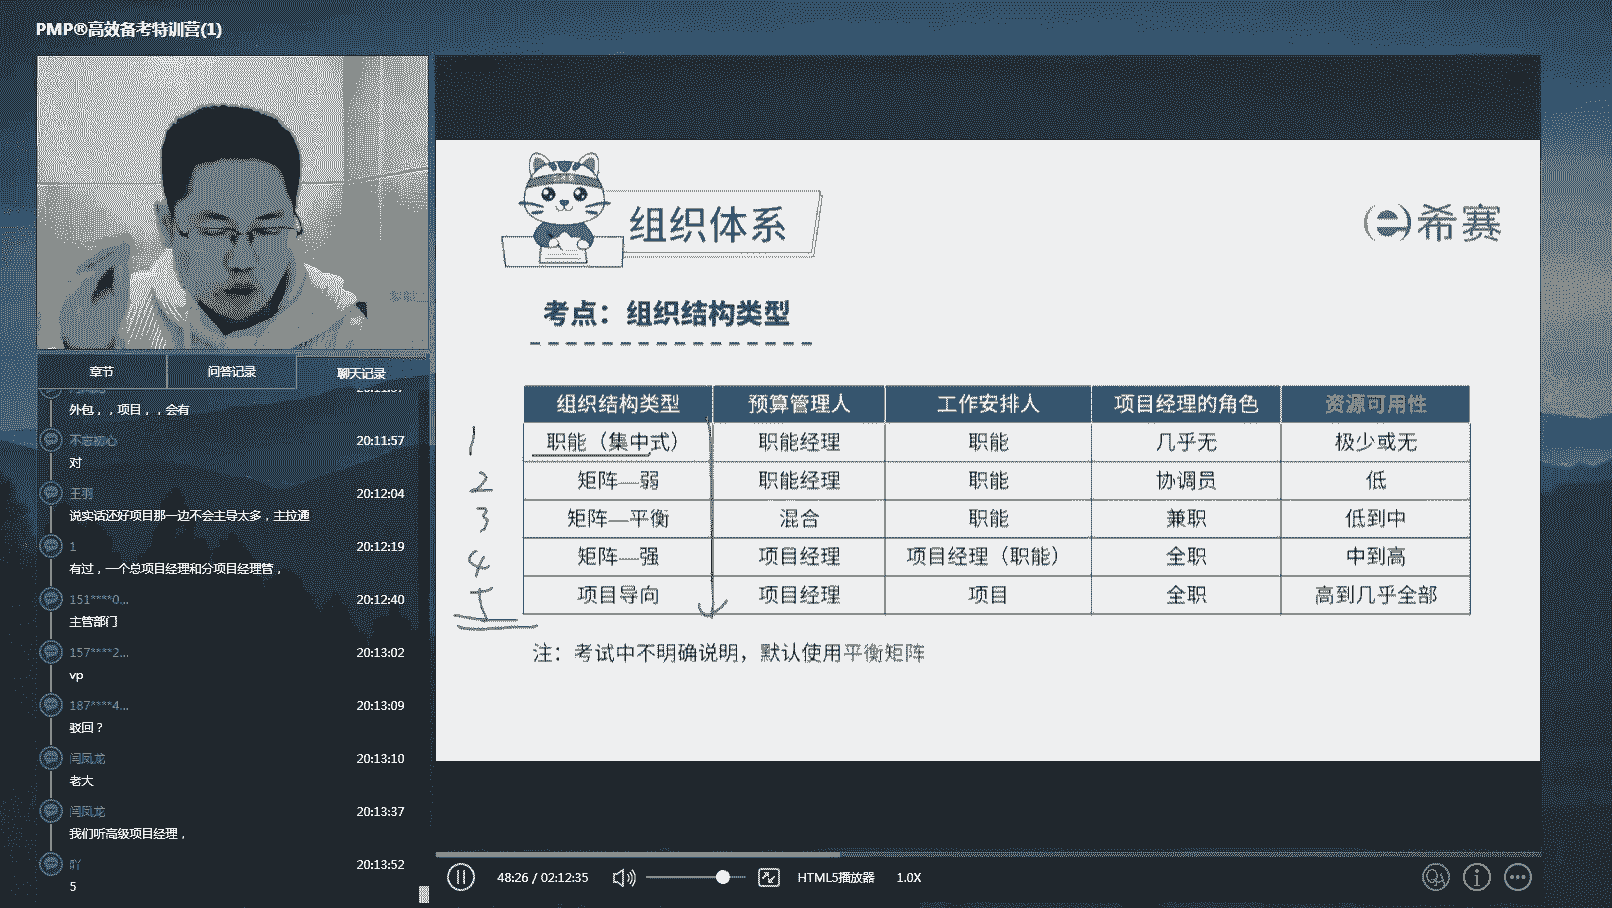 PMP®高效备考特训营(1)
章节 问答记录 聊天记录
外包，，项目，，会有
不忘初心 20:11:57
对
王羽 20:12:04
说实话还好项目那一边不会主导太多，主拉通
1 20:12:19
有过，一个总项目经理和分项目经理管，
151****0... 20:12:40
主管部门
157****2... 20:13:02
vp
187****4... 20:13:09
驳回？
闫凤龙 20:13:10
老大
闫凤龙 20:13:37
我们听高级项目经理，
吖 20:13:52
5
组织体系
希赛
考点：组织结构类型
组织结构类型 预算管理人 工作安排人 项目经理的角色 资源可用性
1 职能（集中式） 职能经理 职能 几乎无 极少或无
2 矩阵—弱 职能经理 职能 协调员 低
3 矩阵—平衡 混合 职能 兼职 低到中
4 矩阵—强 项目经理 项目经理（职能） 全职 中到高
项目导向 项目经理 项目 全职 高到几乎全部
注：考试中不明确说明，默认使用平衡矩阵
48:26 / 02:12:35 HTML5播放器 1.0X